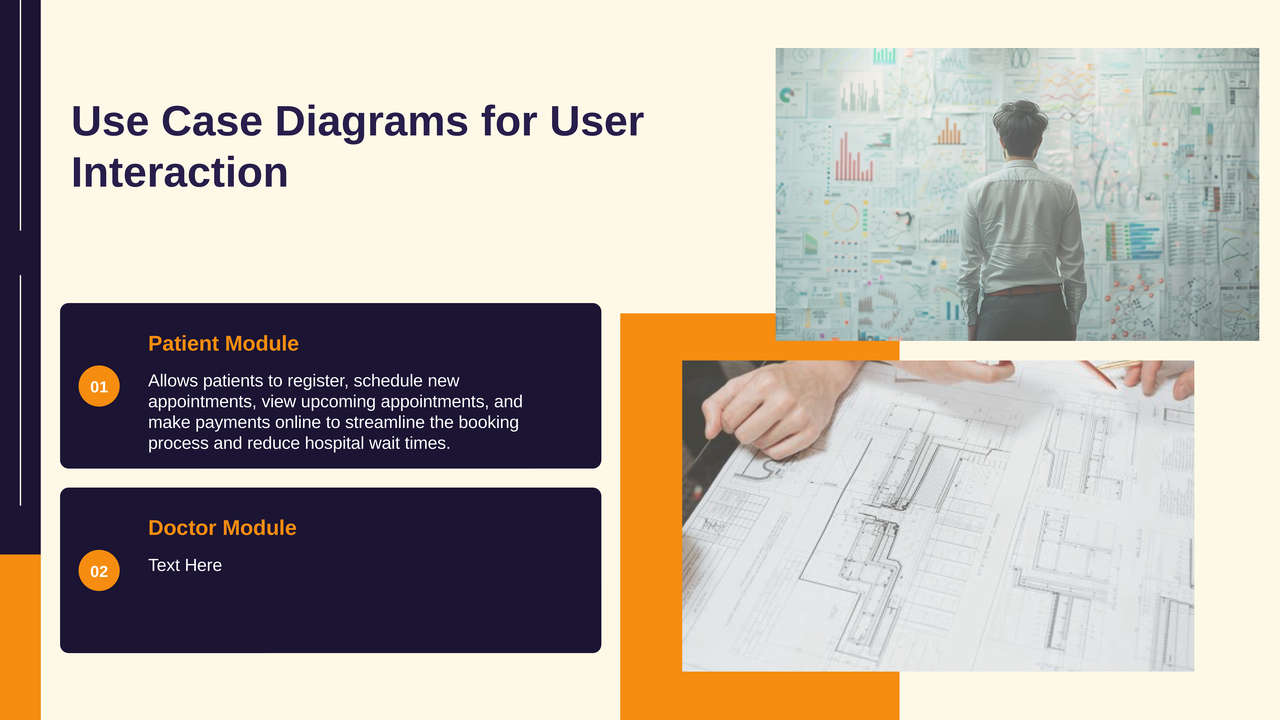 Use Case Diagrams for User
Interaction
Patient Module
01
Allows patients to register, schedule new
appointments, view upcoming appointments, and
make payments online to streamline the booking
process and reduce hospital wait times.
Doctor Module
02
Text Here